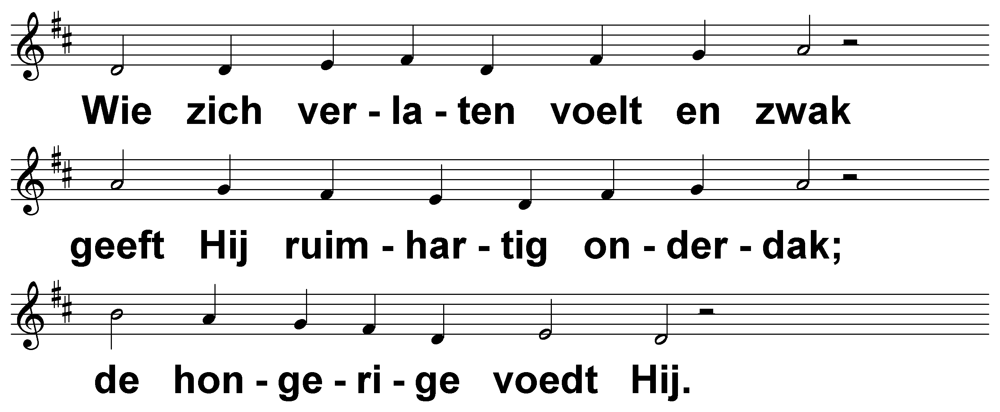 Wie zich ver - la - ten voelt en zwak
geeft Hij ruim - har - tig on - der - dak;
de hon - ge - ri - ge voedt Hij.